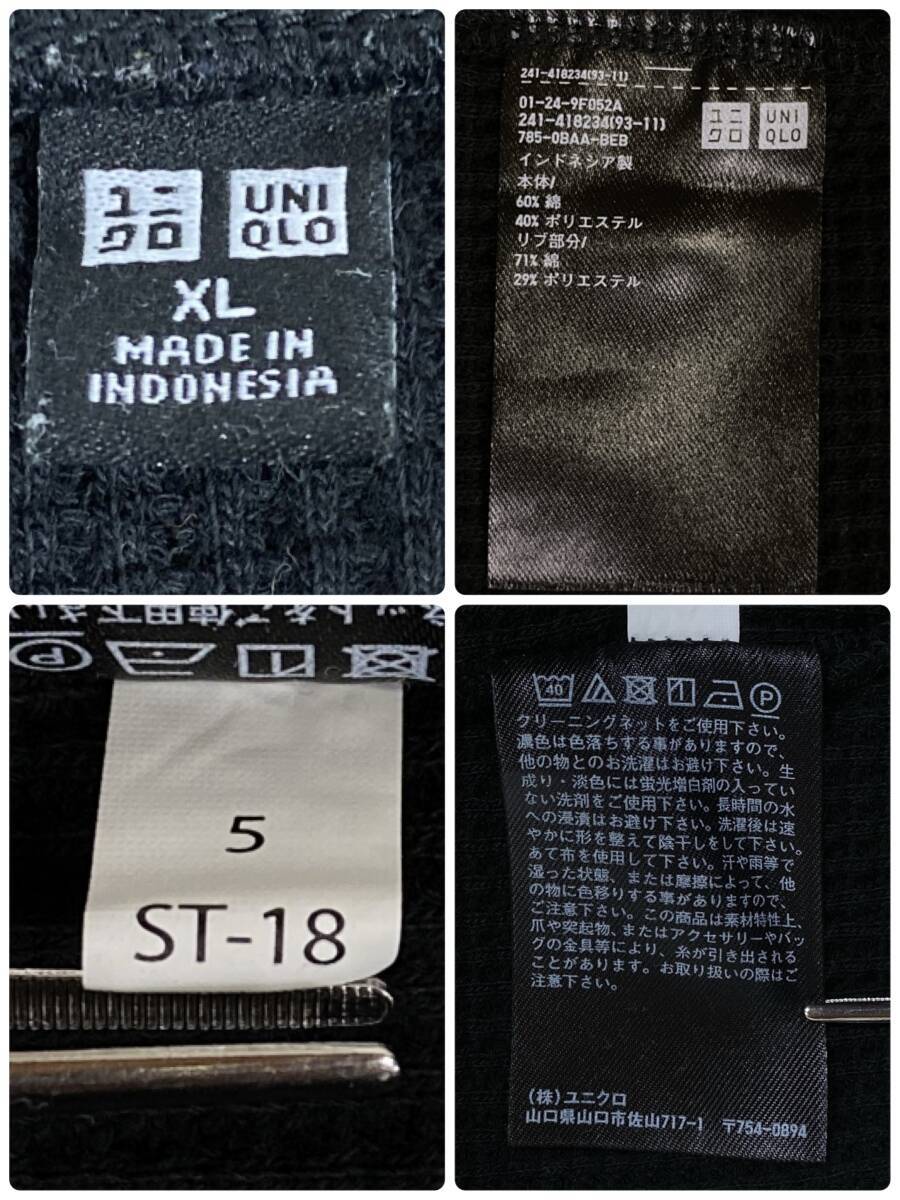 ユニ
クロ
UNI
QLO
XL
MADE IN
INDONESIA
241-418234(93-11)
01-24-9F052A
241-418234(93-11)
785-0BAA-BEB
ユニ
クロ
UNI
QLO
インドネシア製
本体/
60% 綿
40% ポリエステル
リブ部分/
71% 綿
29% ポリエステル
ネットをご使用下さい
P
5
ST-18
40
P
クリーニングネットをご使用下さい。
濃色は色落ちする事がありますので、
他の物とのお洗濯はお避け下さい。生
成り・淡色には蛍光増白剤の入ってい
ない洗剤をご使用下さい。長時間の水
への浸漬はお避け下さい。洗濯後は速
やかに形を整えて陰干しをして下さい。
あて布を使用して下さい。汗や雨等で
湿った状態、または摩擦によって、他
の物に色移りする事がありますので、
ご注意下さい。この商品は素材特性上、
爪や突起物、またはアクセサリーやバッ
グの金具等により、糸が引き出される
ことがあります。お取り扱いの際はご
注意下さい。
(株)ユニクロ
山口県山口市佐山717-1 〒754-0894